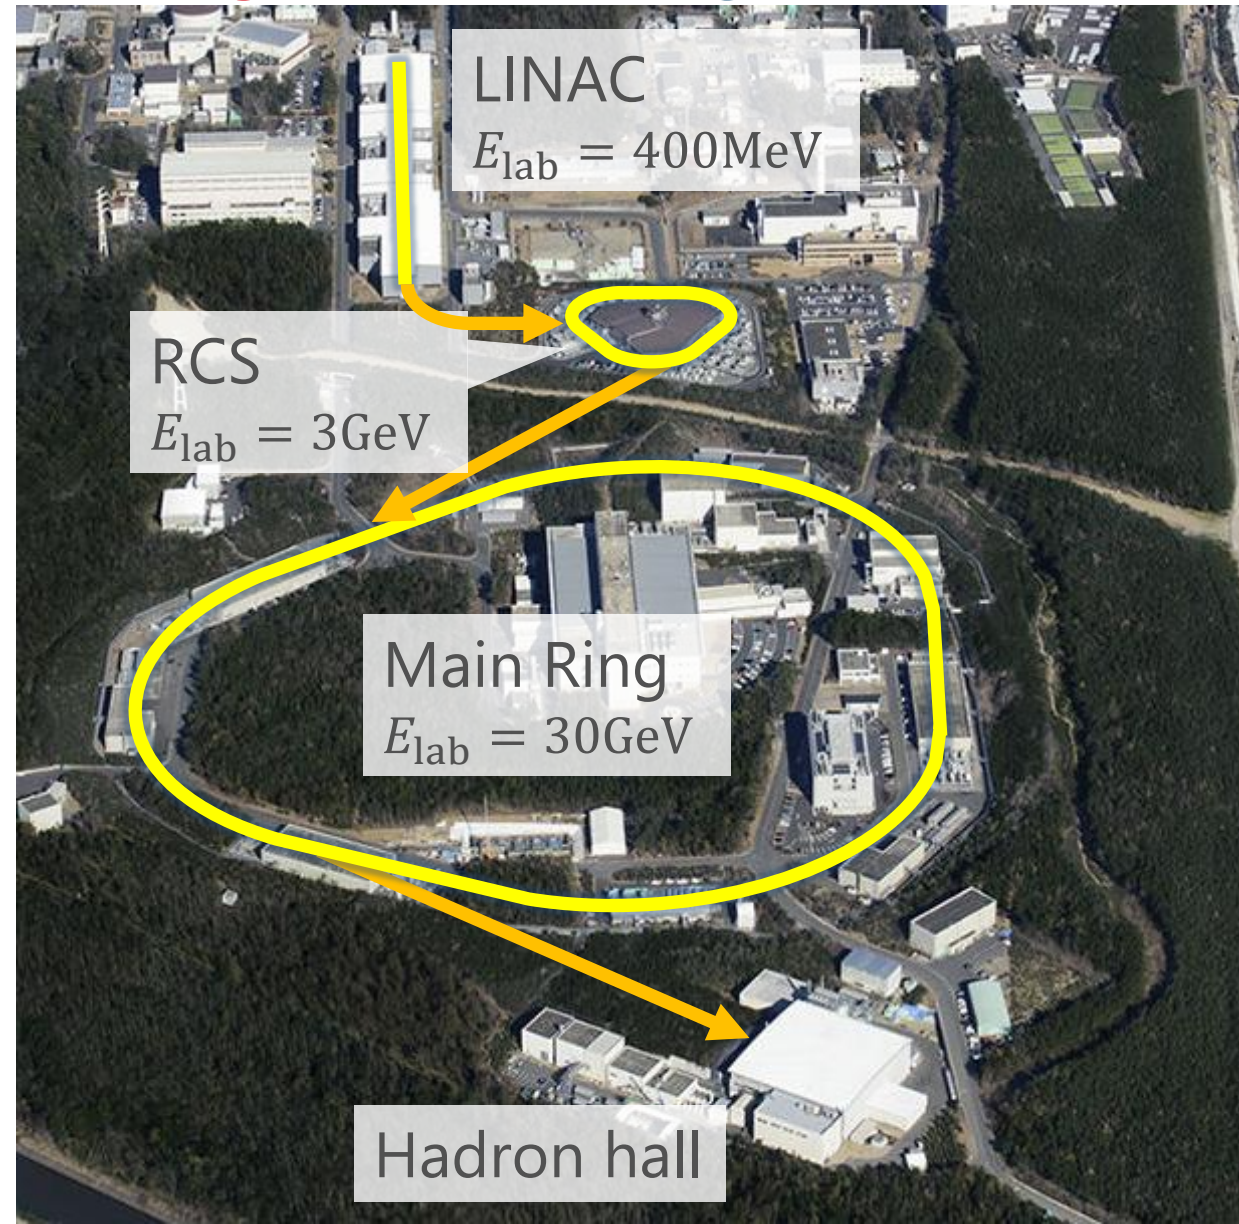 LINAC
E_lab = 400MeV
RCS
E_lab = 3GeV
Main Ring
E_lab = 30GeV
Hadron hall